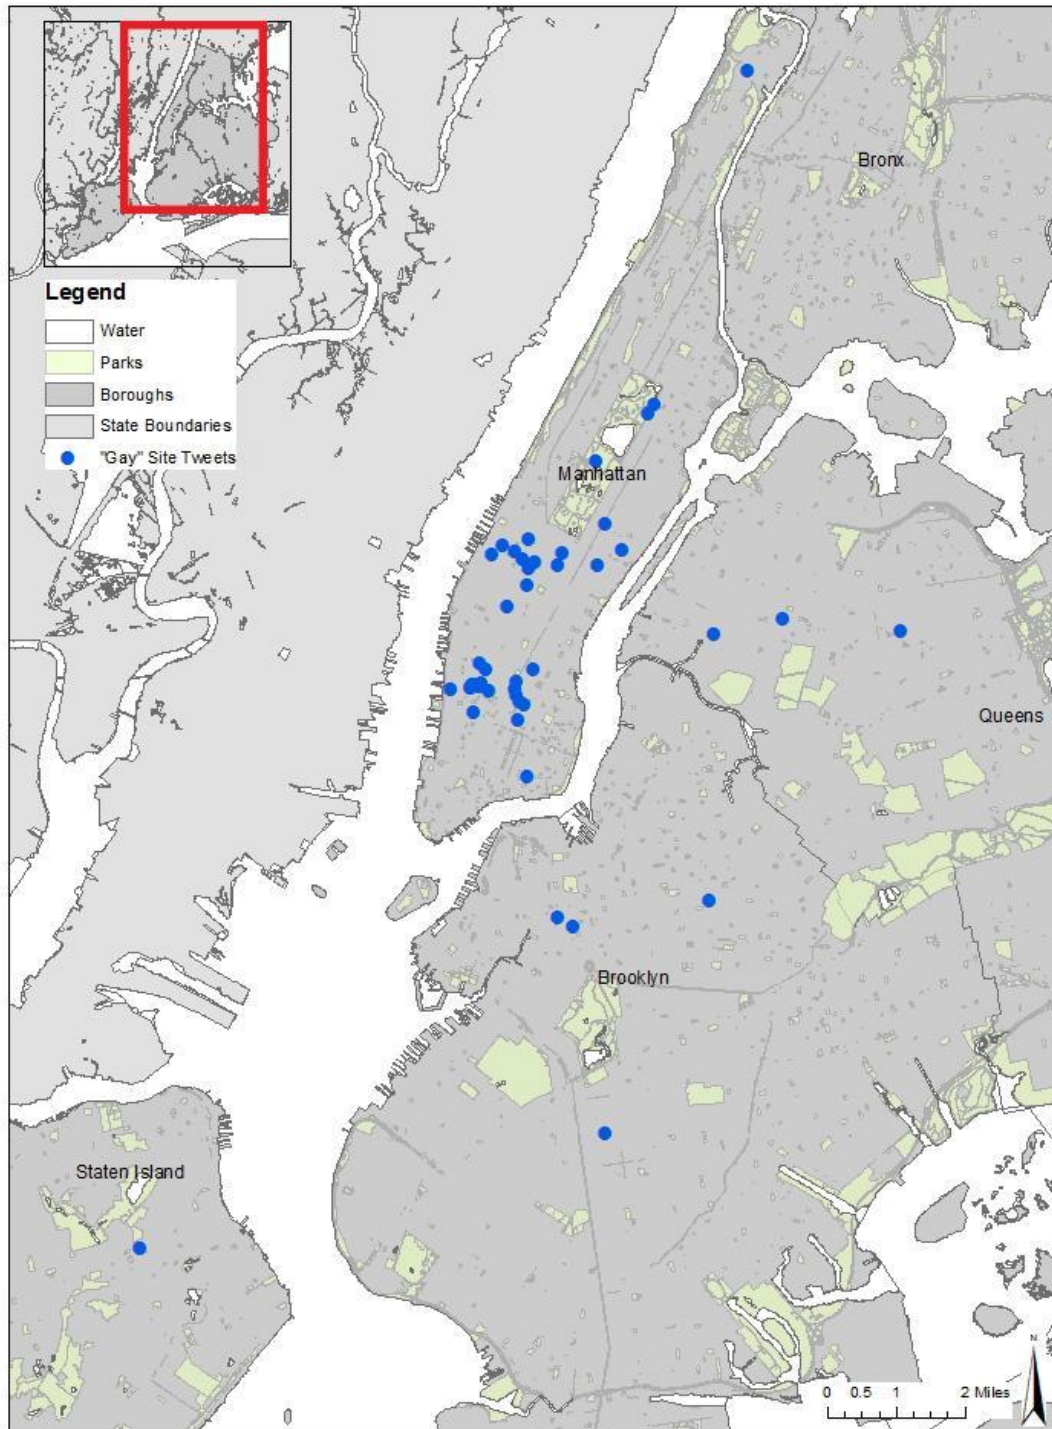 Legend
Water
Parks
Boroughs
State Boundaries
"Gay" Site Tweets
Bronx
Manhattan
Queens
Brooklyn
Staten Island
N
0 0.5 1 2 Miles